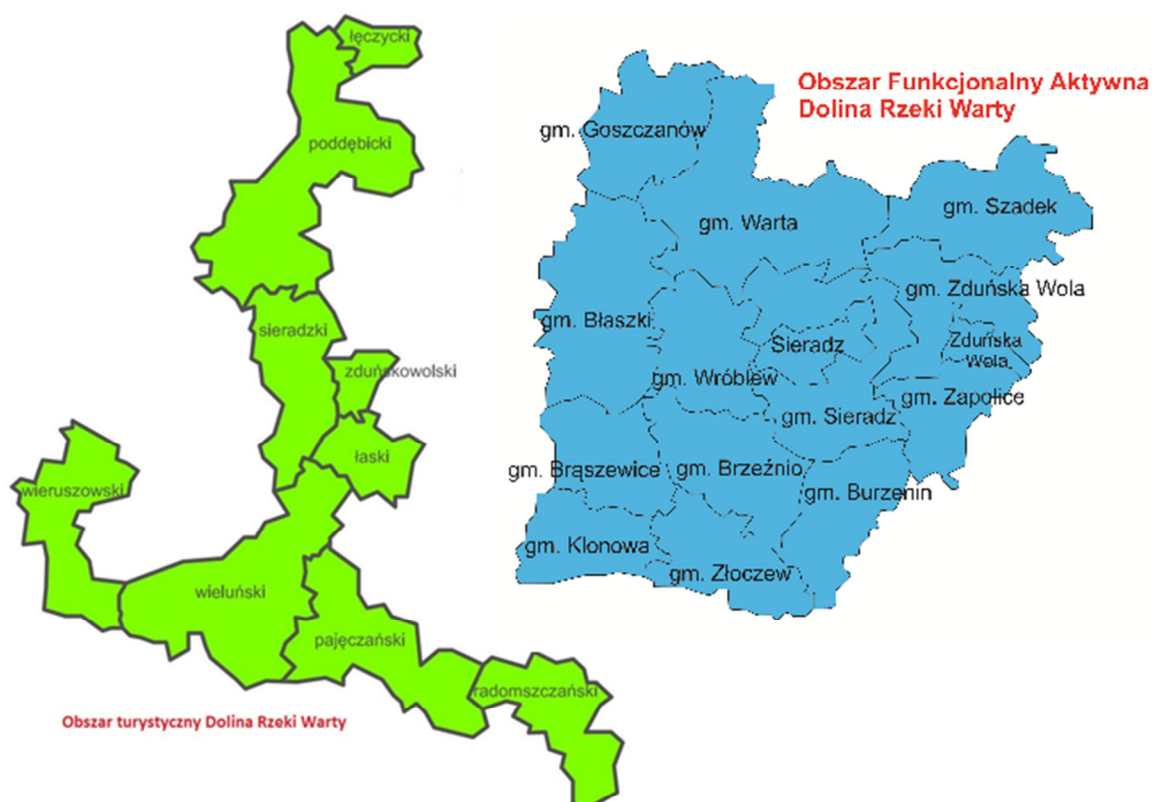 łęczycki
poddębicki
sieradzki
zduńskowolski
łaski
wieruszowski
wieluński
pajęczański
radomszczański
Obszar turystyczny Dolina Rzeki Warty
Obszar Funkcjonalny Aktywna
Dolina Rzeki Warty
gm. Goszczanów
gm. Warta
gm. Szadek
gm. Zduńska Wola
gm. Błaszki
Sieradz
Zduńska
Wola
gm. Wróblew
gm. Zapolice
gm. Sieradz
gm. Brąszewice
gm. Brzeźnio
gm. Burzenin
gm. Klonowa
gm. Złoczew